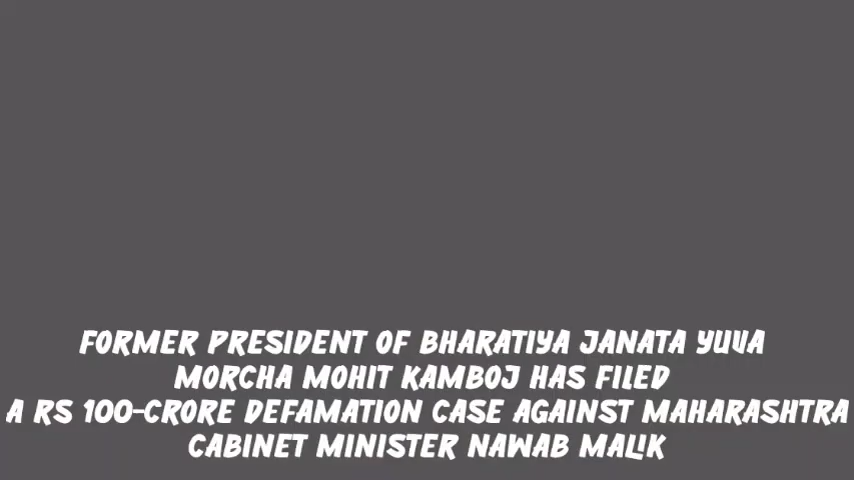 FORMER PRESIDENT OF BHARATIYA JANATA YUVA
MORCHA MOHIT KAMBOJ HAS FILED
A RS 100-CRORE DEFAMATION CASE AGAINST MAHARASHTRA
CABINET MINISTER NAWAB MALIK